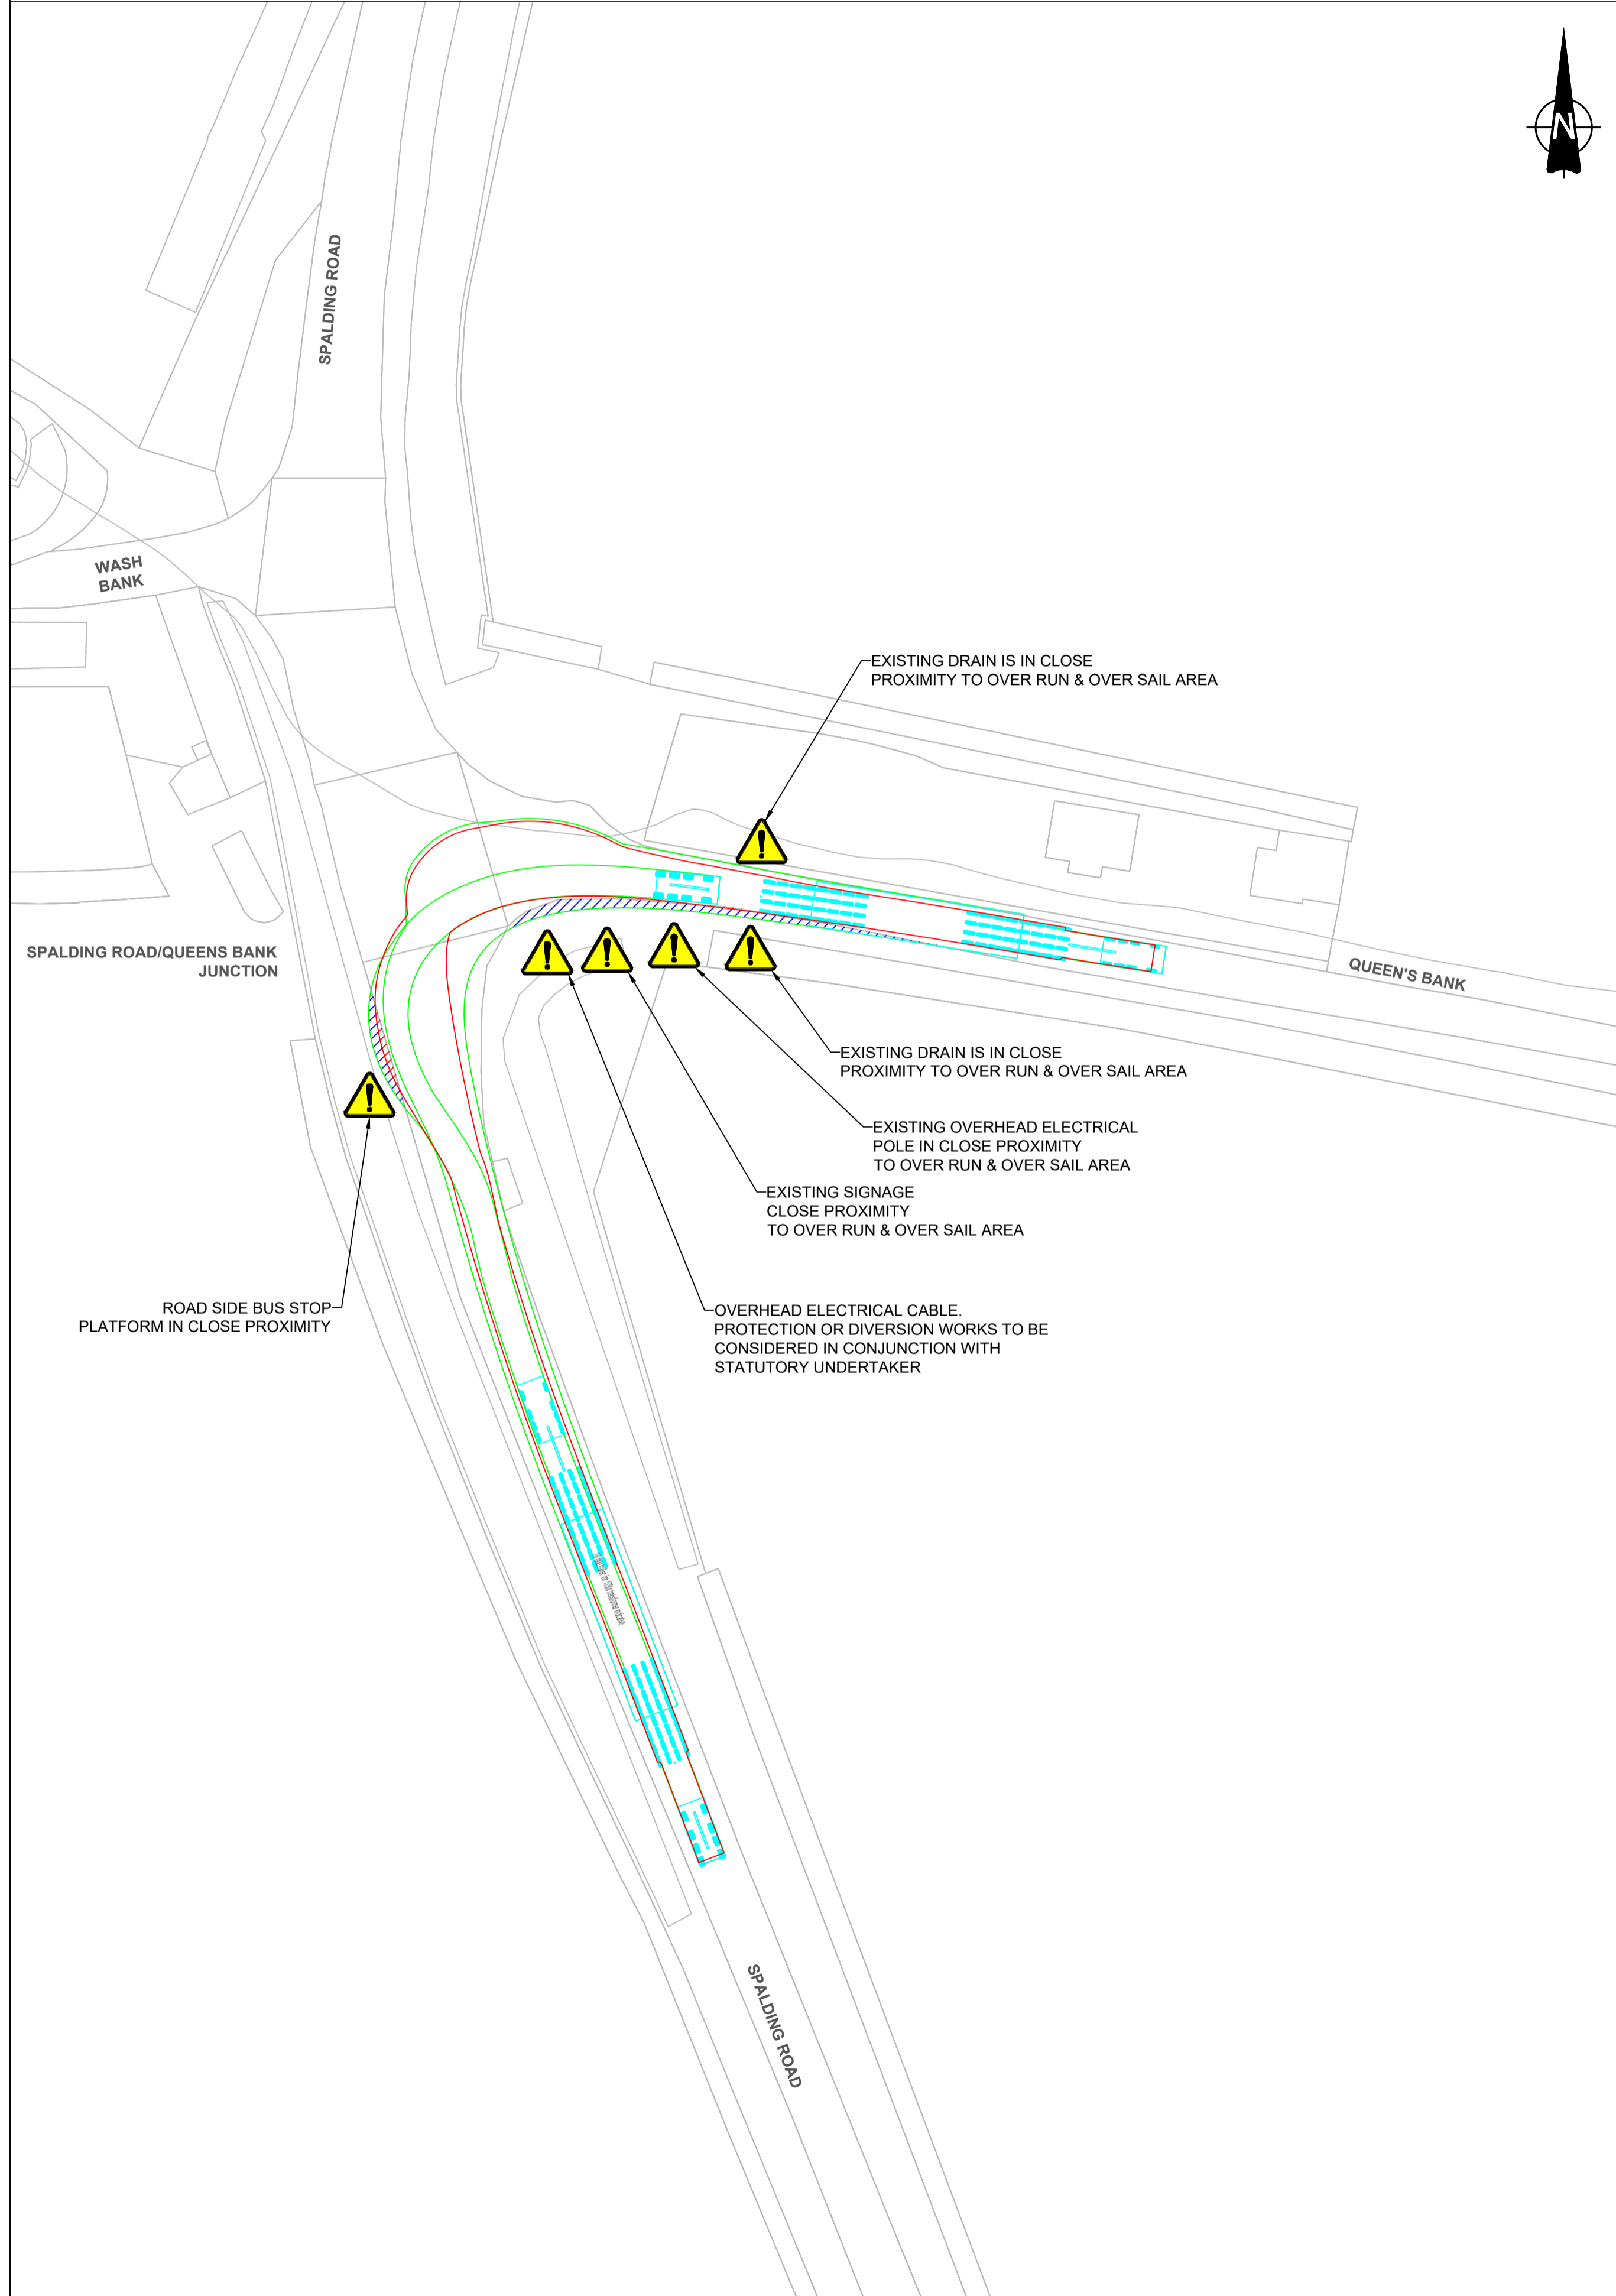 N
SPALDING ROAD
WASH
BANK
EXISTING DRAIN IS IN CLOSE
PROXIMITY TO OVER RUN & OVER SAIL AREA
SPALDING ROAD/QUEENS BANK
JUNCTION
QUEEN'S BANK
EXISTING DRAIN IS IN CLOSE
PROXIMITY TO OVER RUN & OVER SAIL AREA
EXISTING OVERHEAD ELECTRICAL
POLE IN CLOSE PROXIMITY
TO OVER RUN & OVER SAIL AREA
EXISTING SIGNAGE
CLOSE PROXIMITY
TO OVER RUN & OVER SAIL AREA
ROAD SIDE BUS STOP
PLATFORM IN CLOSE PROXIMITY
OVERHEAD ELECTRICAL CABLE.
PROTECTION OR DIVERSION WORKS TO BE
CONSIDERED IN CONJUNCTION WITH
STATUTORY UNDERTAKER
SPALDING ROAD